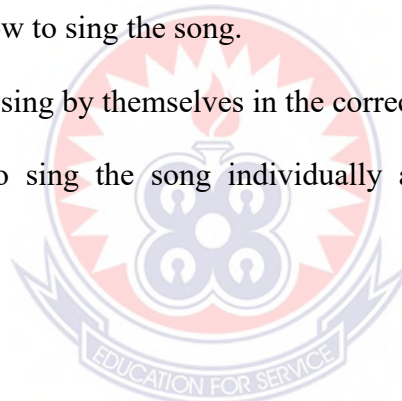 w to sing the song.
sing by themselves in the correc
o sing the song individually a
EDUCATION FOR SERVICE